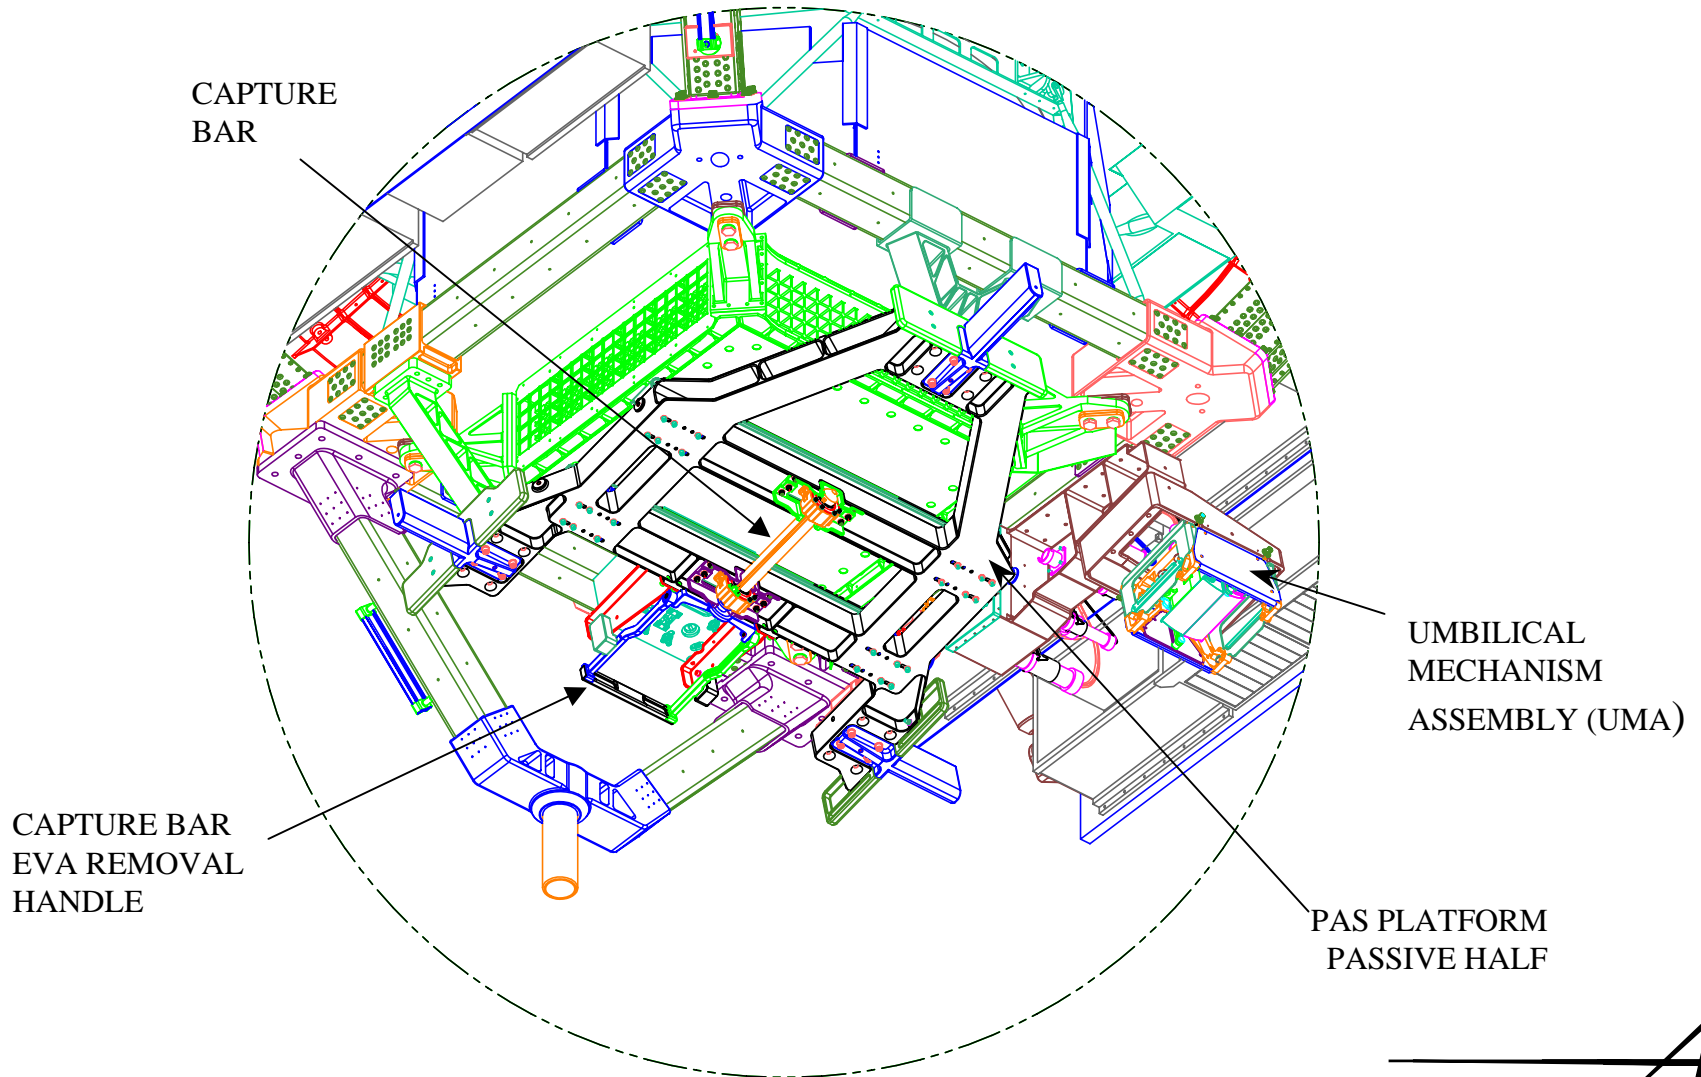 CAPTURE
BAR
UMBILICAL
MECHANISM
ASSEMBLY (UMA)
CAPTURE BAR
EVA REMOVAL
HANDLE
PAS PLATFORM
PASSIVE HALF